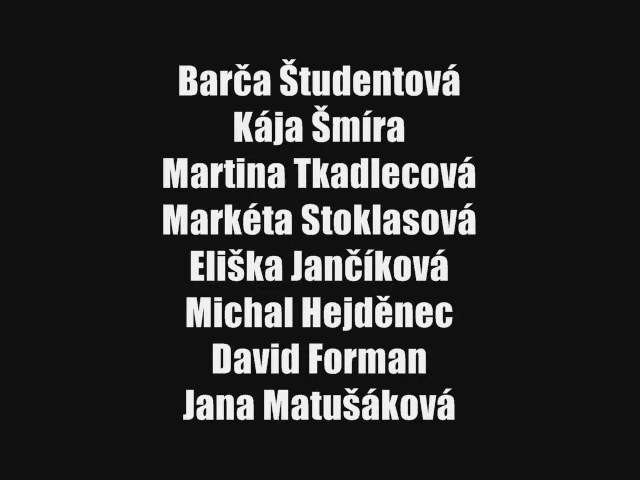 Barča Študentová
Kája Šmíra
Martina Tkadlecová
Markéta Stoklasová
Eliška Jančíková
Michal Hejděnec
David Forman
Jana Matušáková